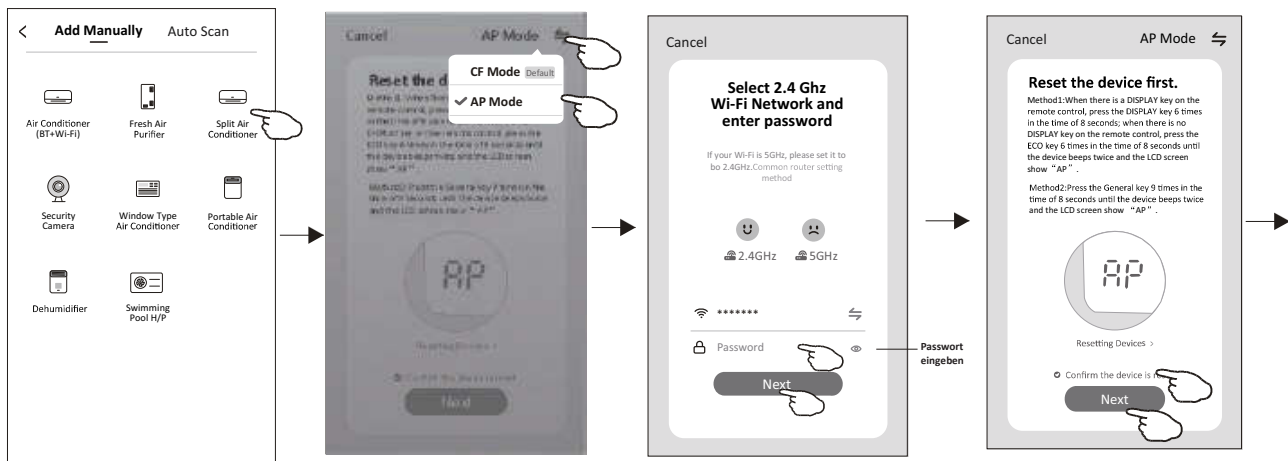 Add Manually Auto Scan
Air Conditioner
(BT+Wi-Fi)
Fresh Air
Purifier
Split Air
Conditioner
Security
Camera
Window Type
Air Conditioner
Portable Air
Conditioner
Dehumidifier
Swimming
Pool H/P
Cancel AP Mode
CF Mode Default
AP Mode
Reset the d
AP
Resetting Devices >
Next
Cancel
Select 2.4 Ghz
Wi-Fi Network and
enter password
If your Wi-Fi is 5GHz, please set it to
bo 2.4GHz.Common router setting
method
2.4GHz 5GHz
*******
Password
Next
Passwort
eingeben
Cancel AP Mode
Reset the device first.
Method1:When there is a DISPLAY key on the
remote control, press the DISPLAY key 6 times
in the time of 8 seconds; when there is no
DISPLAY key on the remote control, press the
ECO key 6 times in the time of 8 seconds until
the device beeps twice and the LCD screen
show “AP”.
Method2:Press the General key 9 times in the
time of 8 seconds until the device beeps twice
and the LCD screen show “AP”.
AP
Resetting Devices >
Confirm the device is re
Next